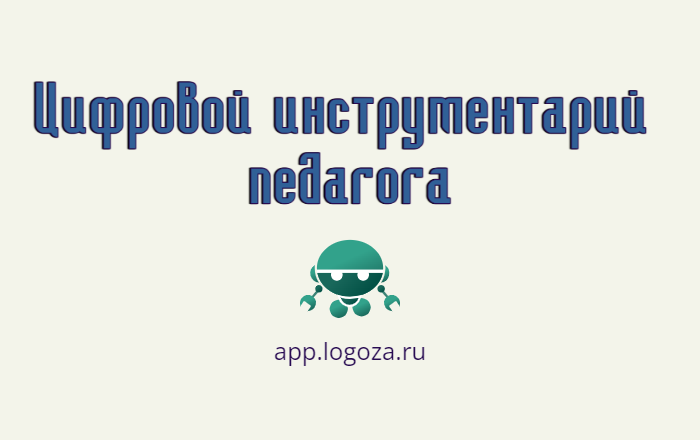 Цифровой инструментарий
педагога
app.logoza.ru